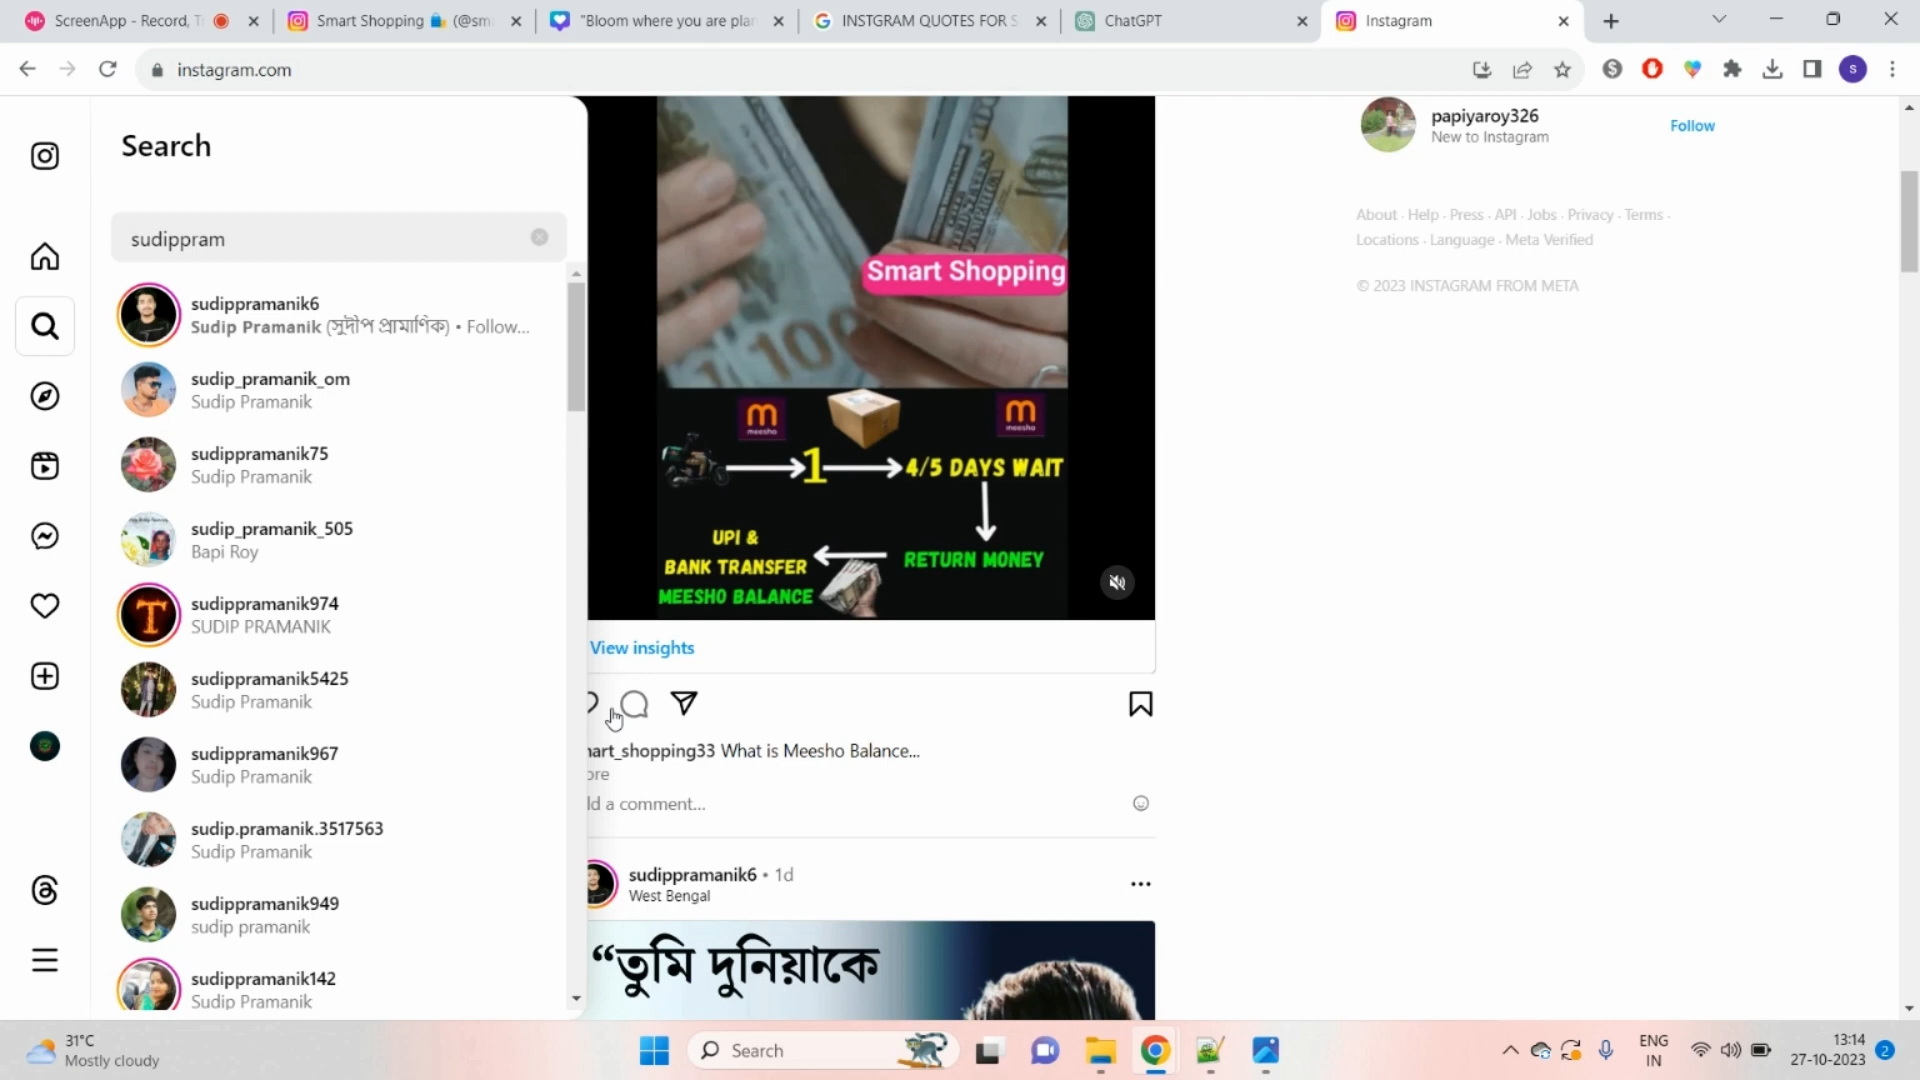 ScreenApp - Record, T
Smart Shopping 🛍 (@sm
"Bloom where you are plan
INSTGRAM QUOTES FOR S
ChatGPT
Instagram
instagram.com
S
Search
sudippram
sudippramanik6
Sudip Pramanik (সুদীপ প্রামাণিক) • Follow...
sudip_pramanik_om
Sudip Pramanik
sudippramanik75
Sudip Pramanik
sudip_pramanik_505
Bapi Roy
sudippramanik974
SUDIP PRAMANIK
sudippramanik5425
Sudip Pramanik
sudippramanik967
Sudip Pramanik
sudip.pramanik.3517563
Sudip Pramanik
sudippramanik949
sudip pramanik
sudippramanik142
Sudip Pramanik
Smart Shopping
100
meesho
meesho
1
4/5 DAYS WAIT
UPI &
BANK TRANSFER
RETURN MONEY
MEESHO BALANCE
View insights
nart_shopping33 What is Meesho Balance...
ore
ld a comment...
sudippramanik6 • 1d
West Bengal
“তুমি দুনিয়াকে
papiyaroy326
New to Instagram
Follow
About · Help · Press · API · Jobs · Privacy · Terms ·
Locations · Language · Meta Verified
© 2023 INSTAGRAM FROM META
31°C
Mostly cloudy
Search
ENG
IN
13:14
27-10-2023
2